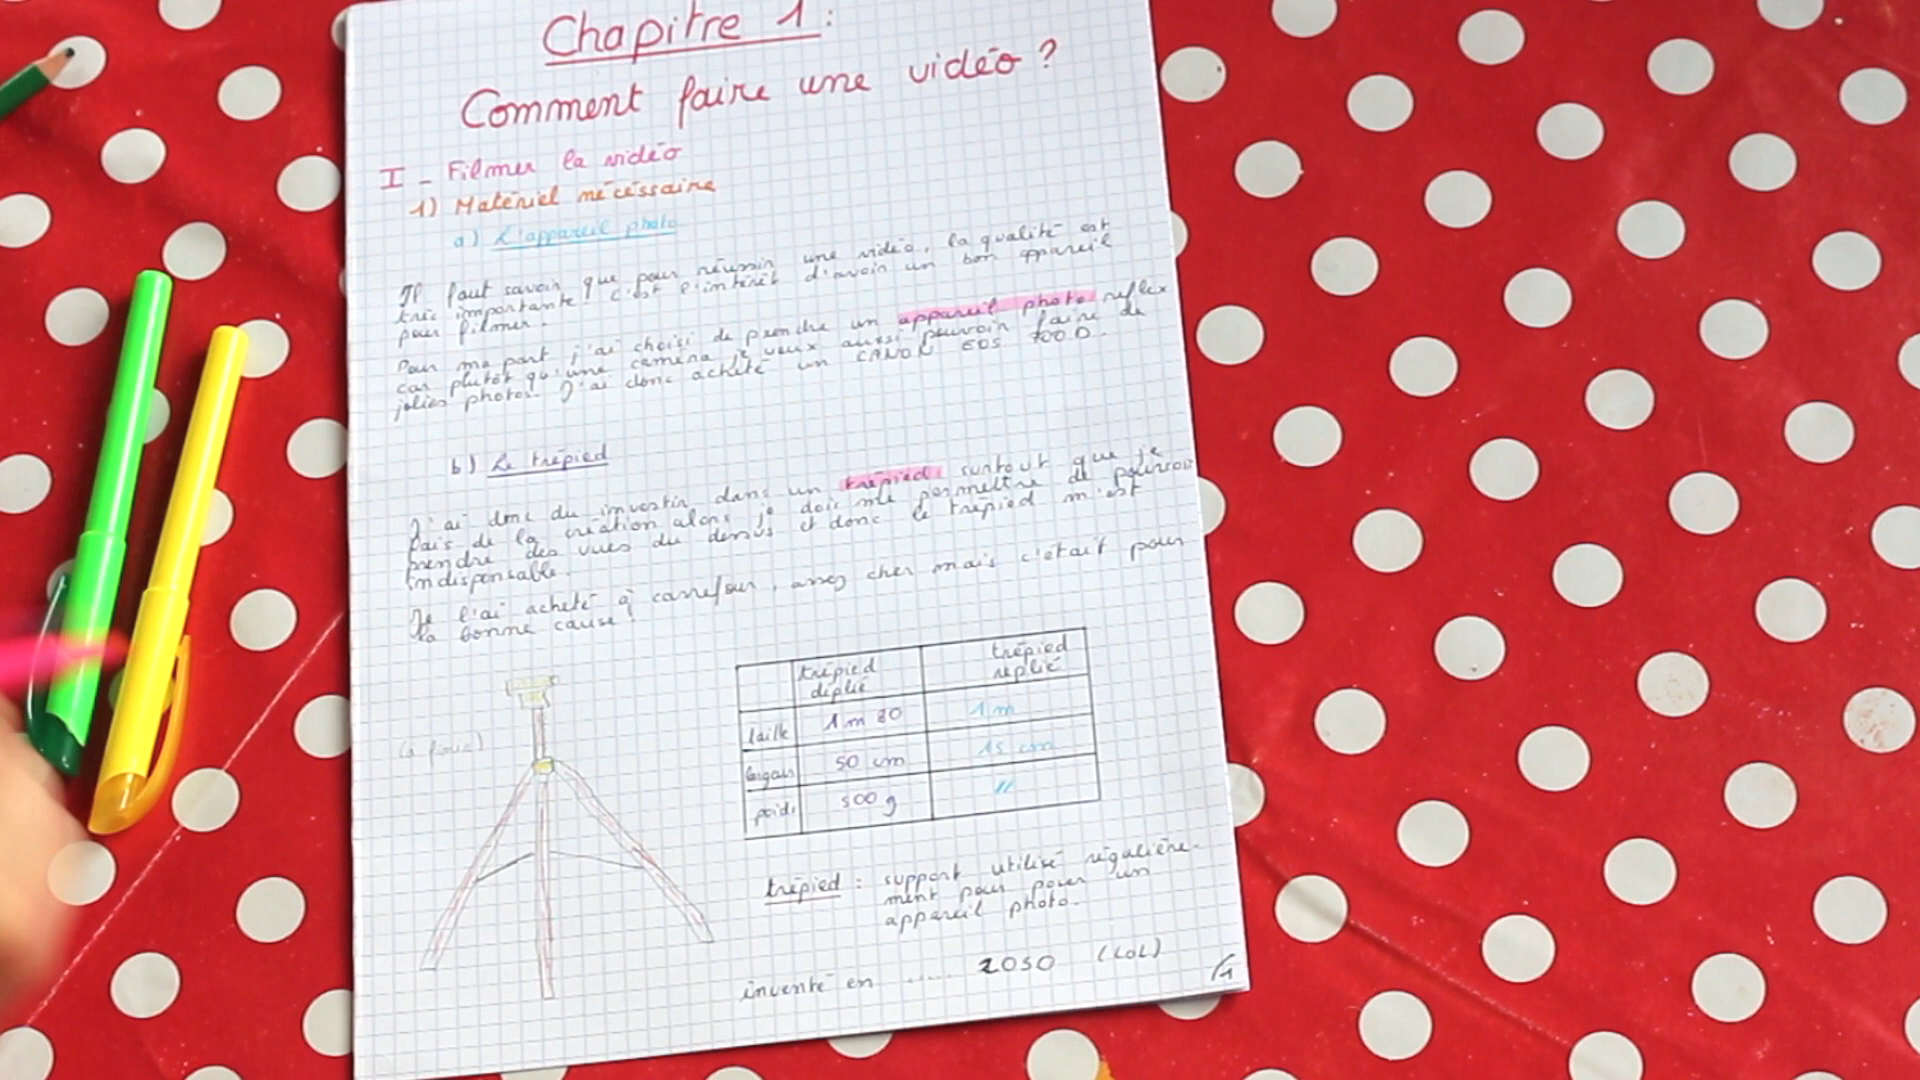 Chapitre 1 :
Comment faire une vidéo ?
I - Filmer la vidéo
1) Matériel nécessaire
a) L'appareil photo
Il faut savoir que pour réussir une vidéo, la qualité est
très importante. C'est l'intérêt d'avoir un bon appareil
pour filmer.
Pour ma part j'ai choisi de prendre un appareil photo reflex
car plutôt qu'une caméra je veux aussi pouvoir faire de
jolies photos. J'ai donc acheté un CANON EOS 700D.
b) Le trépied
J'ai donc du investir dans un trépied, surtout que je
fais de la création alors je dois me permettre de pouvoir
prendre des vues du dessus et donc le trépied m'est
indispensable.
Je l'ai acheté à carrefour, assez cher mais c'était pour
la bonne cause !
trépied déplié trépied replié
taille 1 m 80 1 m
50 cm 15 cm
poids 500 g "
trépied : support utilisé régulière-
ment pour poser un
appareil photo.
inventé en ..... 2050 (LOL)
1